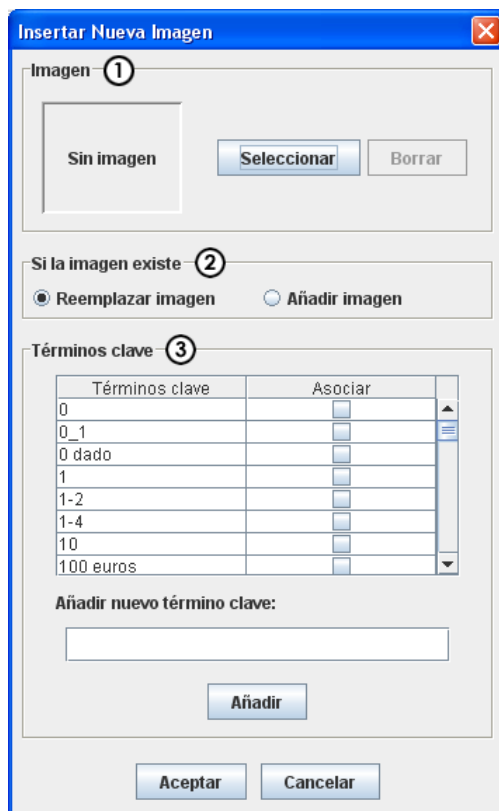 Insertar Nueva Imagen
Imagen 1
Sin imagen Seleccionar Borrar
Si la imagen existe 2
Reemplazar imagen Añadir imagen
Términos clave 3
Términos clave Asociar
0
0_1
0 dado
1
1-2
1-4
10
100 euros
Añadir nuevo término clave:
Añadir
Aceptar Cancelar